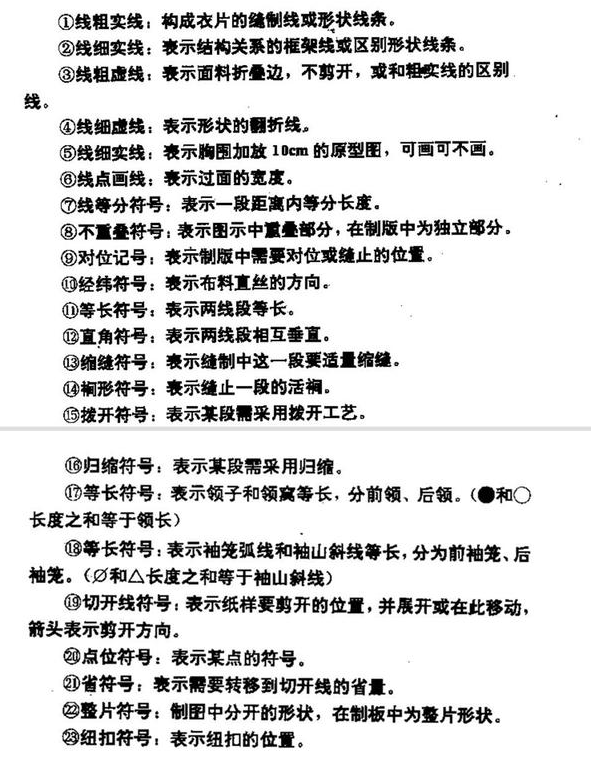 ①线粗实线：构成衣片的缝制线或形状线条。
②线细实线：表示结构关系的框架线或区别形状线条。
③线粗虚线：表示面料折叠边，不剪开，或和粗实线的区别
线。
④线细虚线：表示形状的翻折线。
⑤线细实线：表示胸围加放10cm的原型图，可画可不画。
⑥线点画线：表示过面的宽度。
⑦线等分符号：表示一段距离内等分长度。
⑧不重叠符号：表示图示中重叠部分，在制版中为独立部分。
⑨对位记号：表示制版中需要对位或缝止的位置。
⑩经纬符号：表示布料直丝的方向。
⑪等长符号：表示两线段等长。
⑫直角符号：表示两线段相互垂直。
⑬缩缝符号：表示缝制中这一段要适量缩缝。
⑭裥形符号：表示缝止一段的活裥。
⑮拨开符号：表示某段需采用拨开工艺。
⑯归缩符号：表示某段需采用归缩。
⑰等长符号：表示领子和领窝等长，分前领、后领。（●和○
长度之和等于领长）
⑱等长符号：表示袖笼弧线和袖山斜线等长，分为前袖笼、后
袖笼。（∅和△长度之和等于袖山斜线）
⑲切开线符号：表示纸样要剪开的位置，并展开或在此移动，
箭头表示剪开方向。
⑳点位符号：表示某点的符号。
㉑省符号：表示需要转移到切开线的省量。
㉒整片符号：制图中分开的形状，在制板中为整片形状。
㉓纽扣符号：表示纽扣的位置。